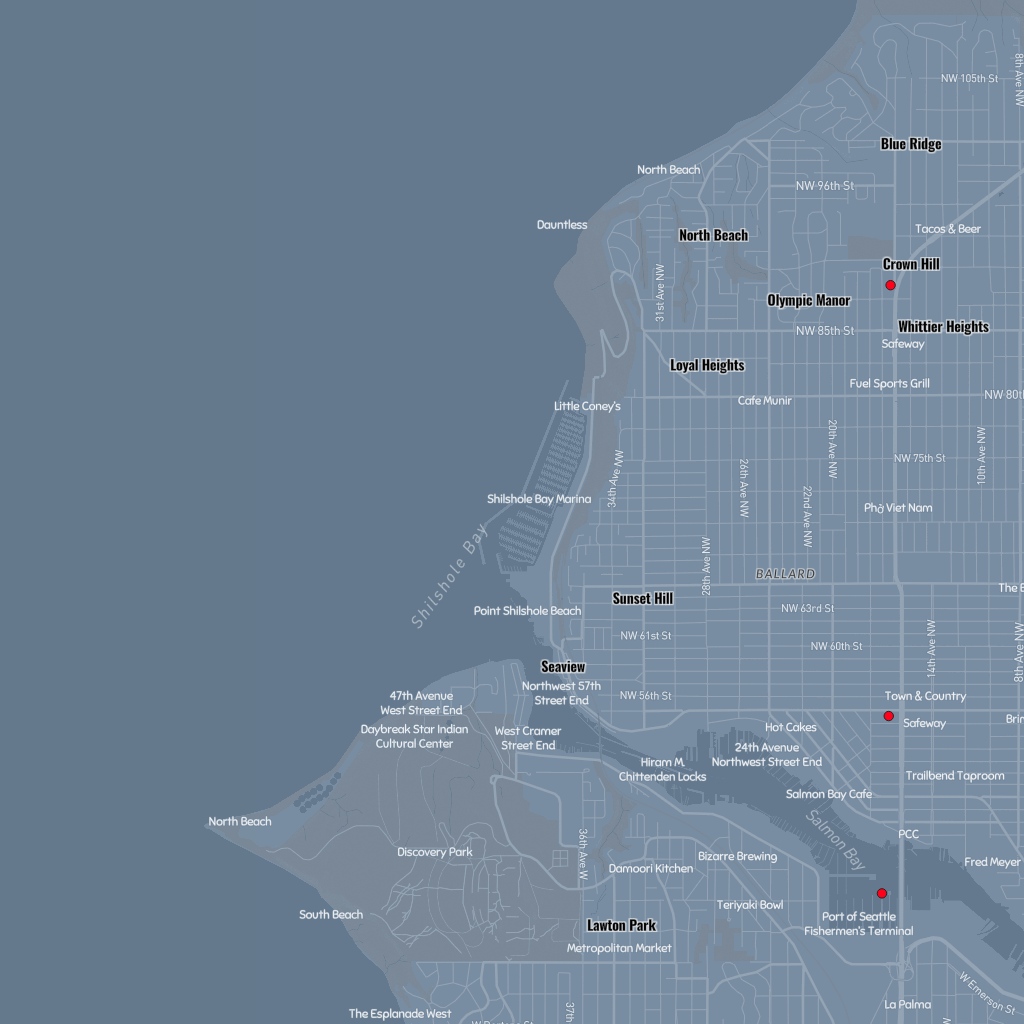 8th Ave NW
NW 105th St
Blue Ridge
North Beach
NW 96th St
Dauntless
Tacos & Beer
North Beach
Crown Hill
31st Ave NW
Olympic Manor
Whittier Heights
NW 85th St
Safeway
Loyal Heights
Fuel Sports Grill
NW 80th
Cafe Munir
Little Coney's
20th Ave NW
10th Ave NW
NW 75th St
34th Ave NW
26th Ave NW
22nd Ave NW
Shilshole Bay Marina
Phở Viet Nam
Shilshole Bay
28th Ave NW
BALLARD
The B
Sunset Hill
NW 63rd St
Point Shilshole Beach
NW 61st St
14th Ave NW
8th Ave NW
NW 60th St
Seaview
Northwest 57th
Street End
NW 56th St
47th Avenue
West Street End
Town & Country
Safeway
Brin
Daybreak Star Indian
Cultural Center
West Cramer
Street End
Hot Cakes
24th Avenue
Northwest Street End
Hiram M.
Chittenden Locks
Trailbend Taproom
Salmon Bay Cafe
North Beach
Salmon Bay
PCC
36th Ave W
Discovery Park
Bizarre Brewing
Fred Meyer
Damoori Kitchen
Teriyaki Bowl
South Beach
Port of Seattle
Fishermen's Terminal
Lawton Park
Metropolitan Market
W Emerson St
La Palma
The Esplanade West
37th